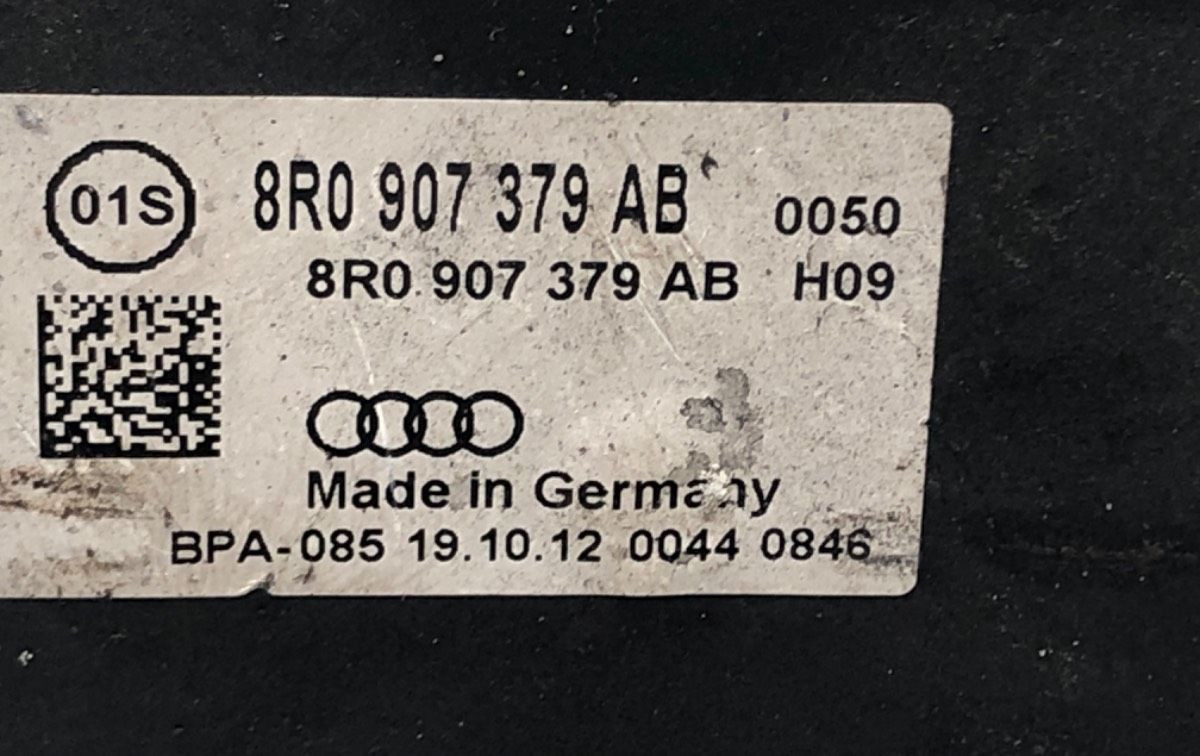 01S
8R0 907 379 AB 0050
8R0 907 379 AB H09
Made in Germany
BPA-085 19.10.12 0044 0846